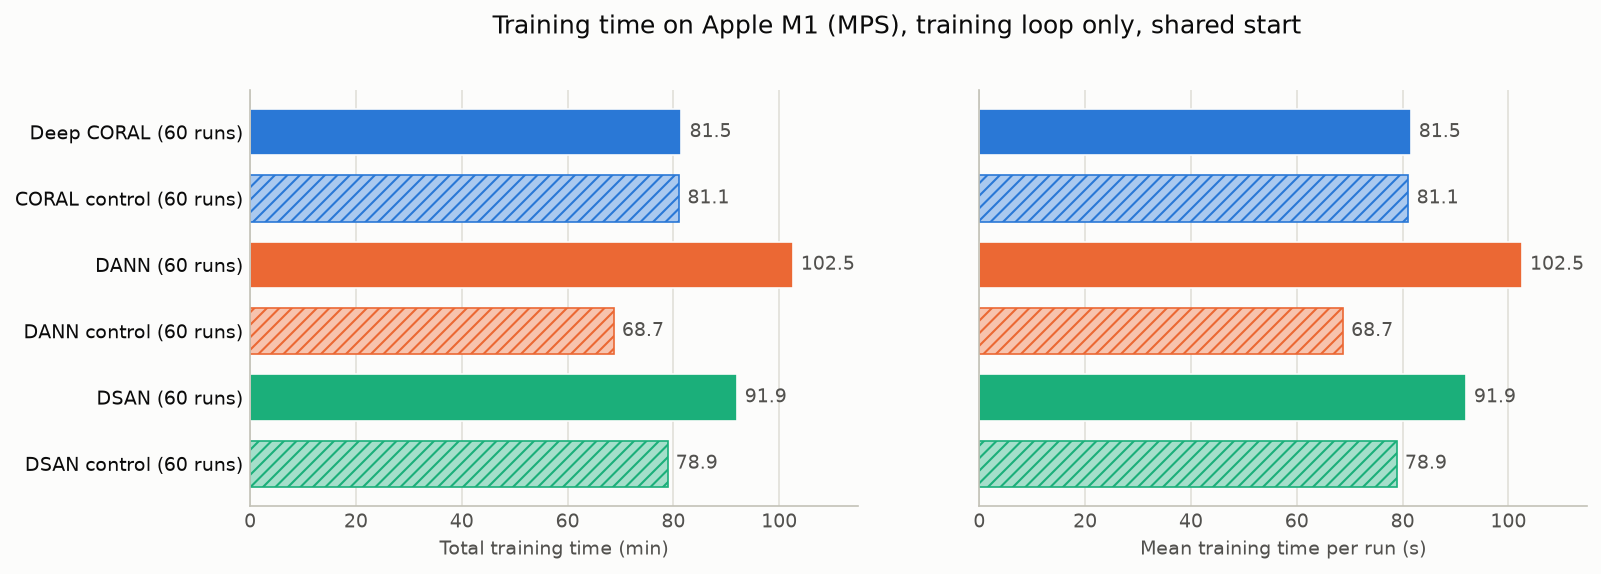 Training time on Apple M1 (MPS), training loop only, shared start
Deep CORAL (60 runs)
81.5
81.5
CORAL control (60 runs)
81.1
81.1
DANN (60 runs)
102.5
102.5
DANN control (60 runs)
68.7
68.7
DSAN (60 runs)
91.9
91.9
DSAN control (60 runs)
78.9
78.9
0 20 40 60 80 100
0 20 40 60 80 100
Total training time (min)
Mean training time per run (s)